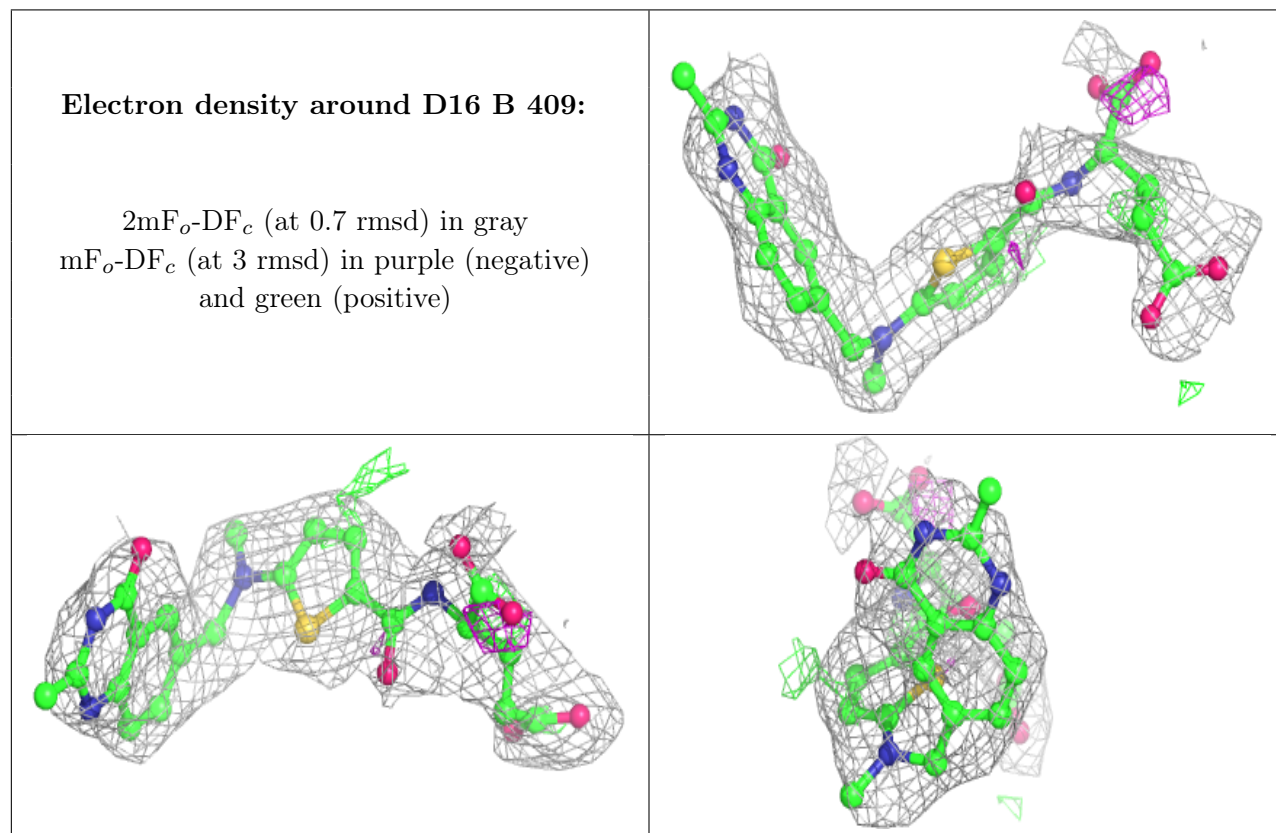 Electron density around D16 B 409:
2mFo-DFc (at 0.7 rmsd) in gray
mFo-DFc (at 3 rmsd) in purple (negative)
and green (positive)